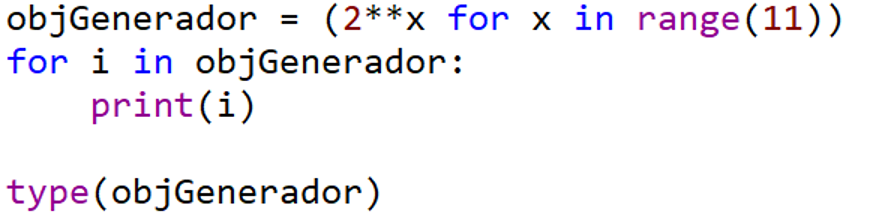 objGenerador = (2**x for x in range(11))
for i in objGenerador:
    print(i)
type(objGenerador)